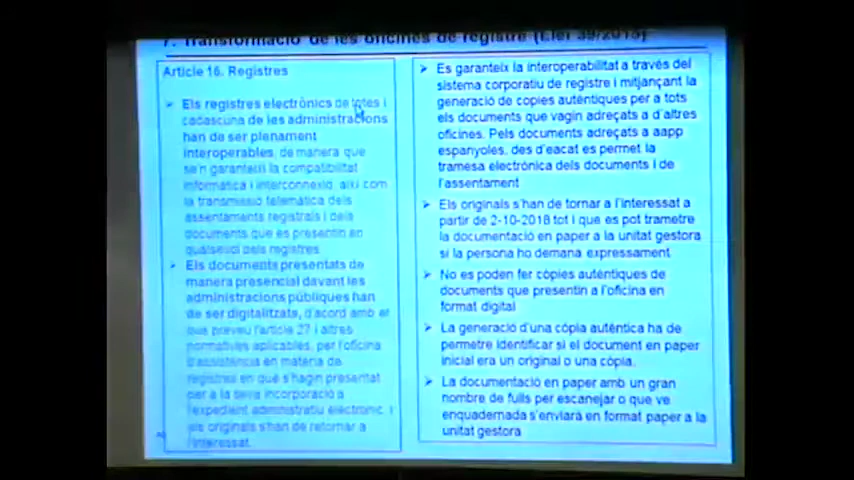 7. Transformació de les oficines de registre (Llei 39/2015)
Article 16. Registres
Els registres electrònics de totes i
cadascuna de les administracions
han de ser plenament
interoperables, de manera que
se'n garanteixi la compatibilitat
informàtica i interconnexió, així com
la transmissió telemàtica dels
assentaments registrals i dels
documents que es presentin en
qualsevol dels registres
Els documents presentats de
manera presencial davant les
administracions públiques han
de ser digitalitzats, d'acord amb el
que preveu l'article 27 i altres
normatives aplicables, per l'oficina
d'assistència en matèria de
registres en què s'hagin presentat
per a la seva incorporació a
l'expedient administratiu electrònic, i
els originals s'han de retornar a
l'interessat.
Es garanteix la interoperabilitat a través del
sistema corporatiu de registre i mitjançant la
generació de copies autèntiques per a tots
els documents que vagin adreçats a d'altres
oficines. Pels documents adreçats a aapp
espanyoles, des d'eacat es permet la
tramesa electrònica dels documents i de
l'assentament
Els originals s'han de tornar a l'interessat a
partir de 2-10-2018 tot i que es pot trametre
la documentació en paper a la unitat gestora
si la persona ho demana expressament
No es poden fer còpies autèntiques de
documents que presentin a l'oficina en
format digital
La generació d'una còpia autèntica ha de
permetre identificar si el document en paper
inicial era un original o una còpia.
La documentació en paper amb un gran
nombre de fulls per escanejar o que ve
enquadernada s'enviarà en format paper a la
unitat gestora